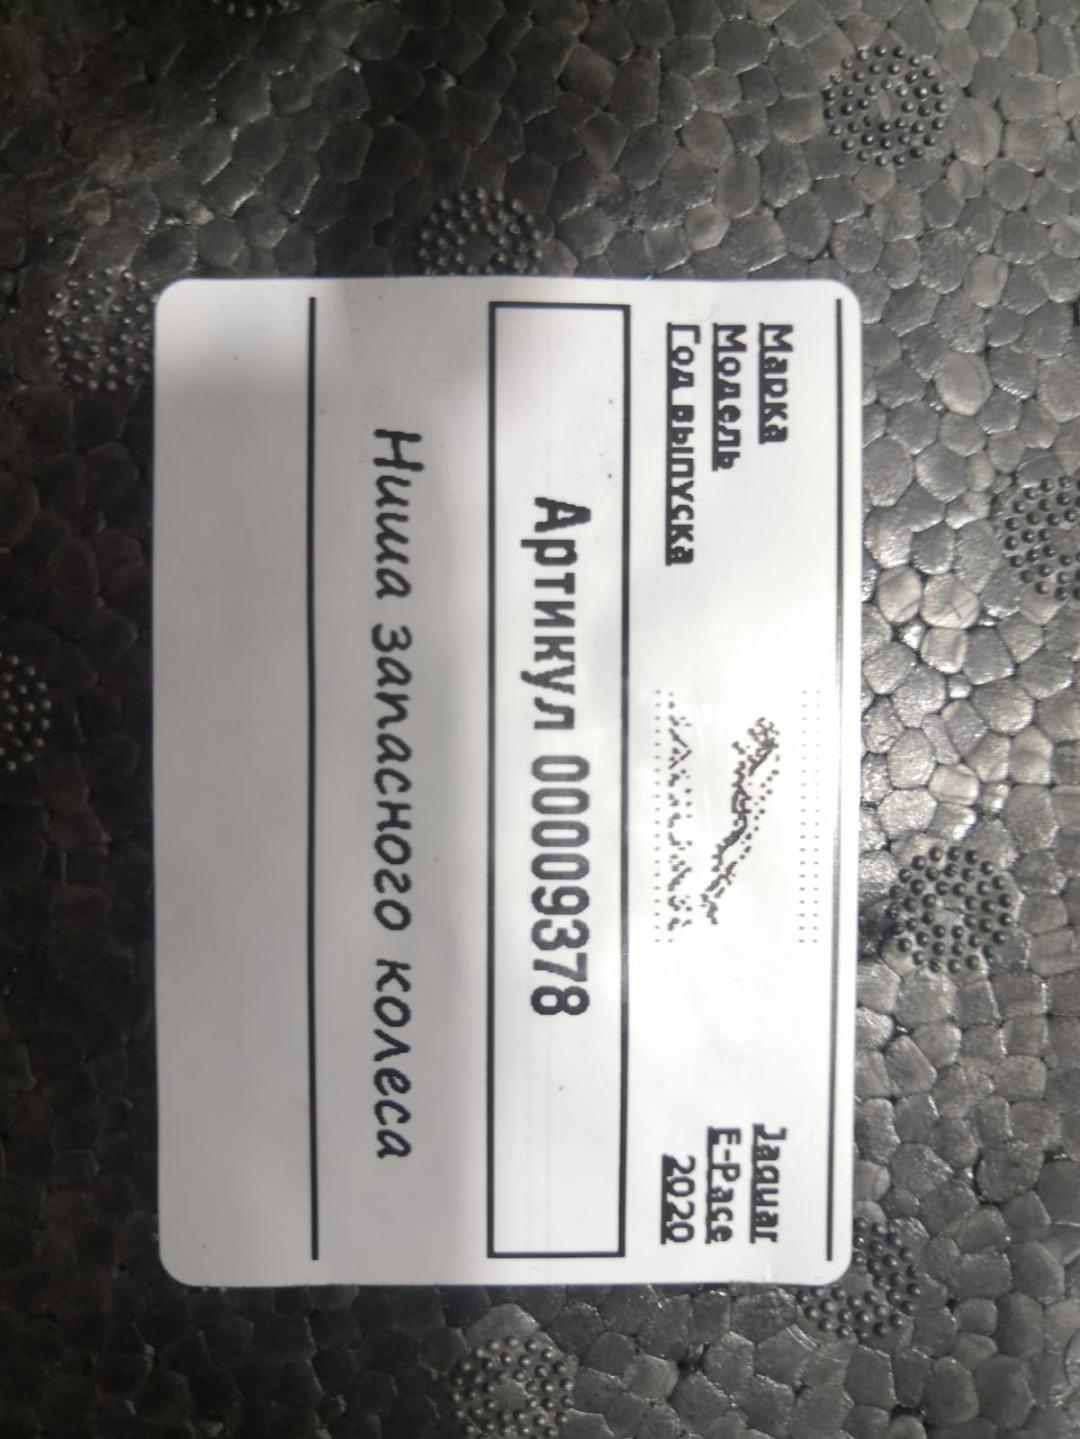 Марка Jaguar
Модель E-Pace
Год выпуска 2020
Артикул 00009378
Ниша запасного колеса